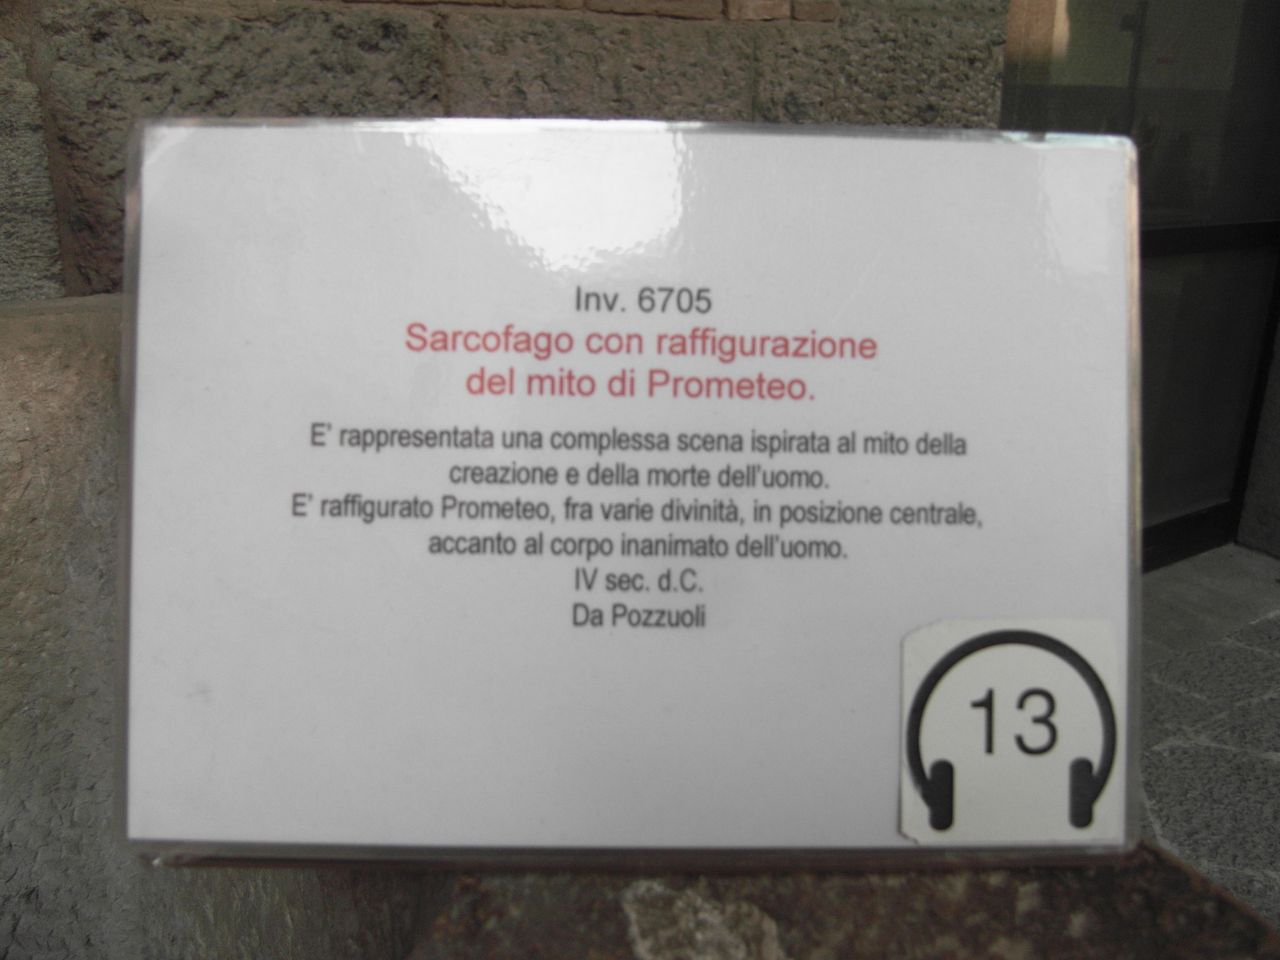 Inv. 6705
Sarcofago con raffigurazione
del mito di Prometeo.
E' rappresentata una complessa scena ispirata al mito della
creazione e della morte dell'uomo.
E' raffigurato Prometeo, fra varie divinità, in posizione centrale,
accanto al corpo inanimato dell'uomo.
IV sec. d.C.
Da Pozzuoli
13